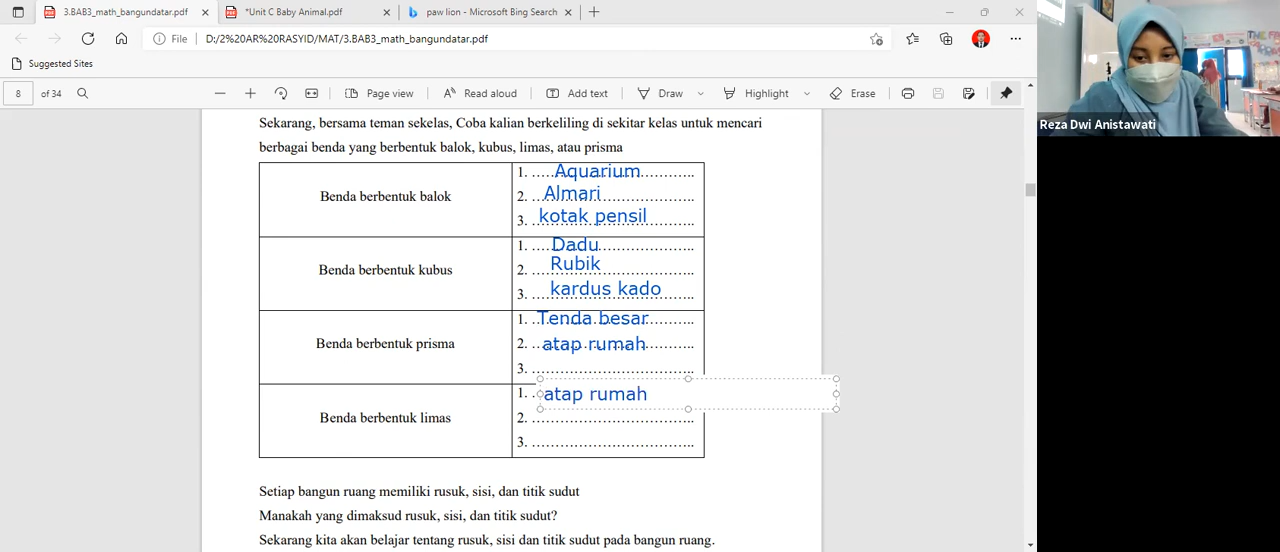 3.BAB3_math_bangundatar.pdf
*Unit C Baby Animal.pdf
paw lion - Microsoft Bing Search
File
D:/2%20AR%20RASYID/MAT/3.BAB3_math_bangundatar.pdf
Suggested Sites
8 of 34
Page view
Read aloud
Add text
Draw
Highlight
Erase
Reza Dwi Anistawati
Sekarang, bersama teman sekelas, Coba kalian berkeliling di sekitar kelas untuk mencari
berbagai benda yang berbentuk balok, kubus, limas, atau prisma
Benda berbentuk balok
1. Aquarium
2. Almari
3. kotak pensil
Benda berbentuk kubus
1. Dadu
2. Rubik
3. kardus kado
Benda berbentuk prisma
1. Tenda besar
2. atap rumah
3. ……………………………..
Benda berbentuk limas
1. atap rumah
2. ……………………………..
3. ……………………………..
Setiap bangun ruang memiliki rusuk, sisi, dan titik sudut
Manakah yang dimaksud rusuk, sisi, dan titik sudut?
Sekarang kita akan belajar tentang rusuk, sisi dan titik sudut pada bangun ruang.